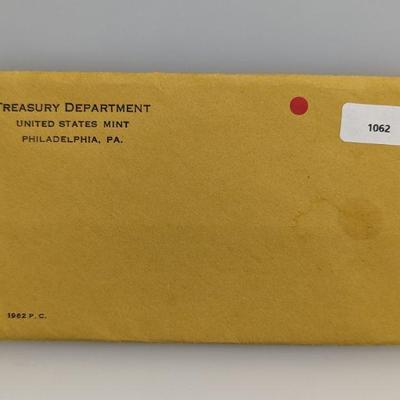 TREASURY DEPARTMENT
UNITED STATES MINT
PHILADELPHIA, PA.
1062
1962 P. C.